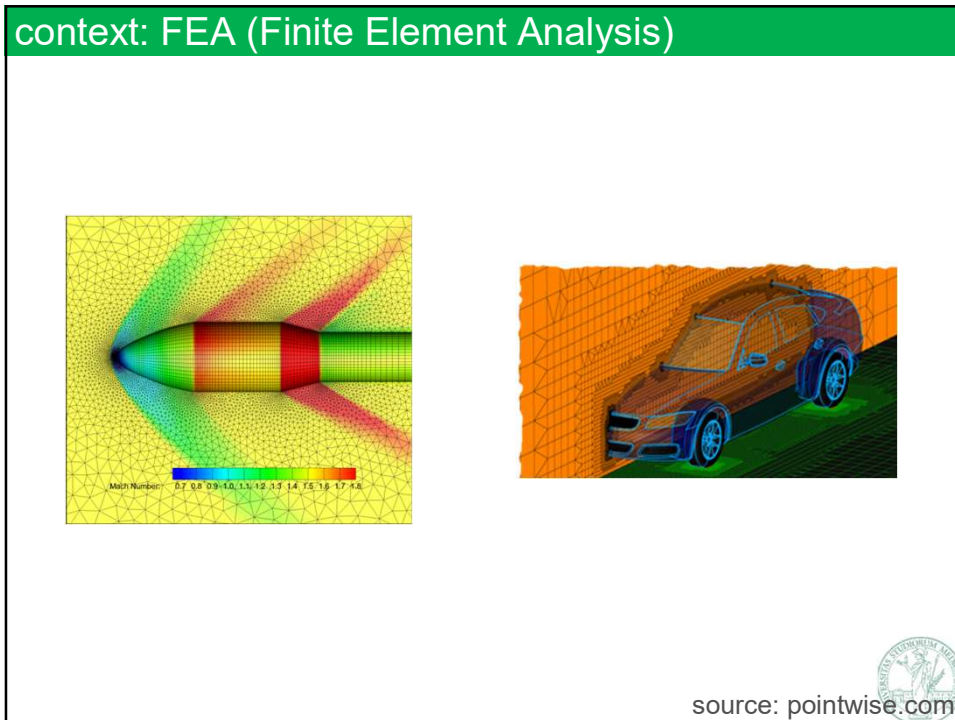 context: FEA (Finite Element Analysis)
Mach Number: 0.7 0.8 0.9 1.0 1.1 1.2 1.3 1.4 1.5 1.6 1.7 1.8
source: pointwise.com